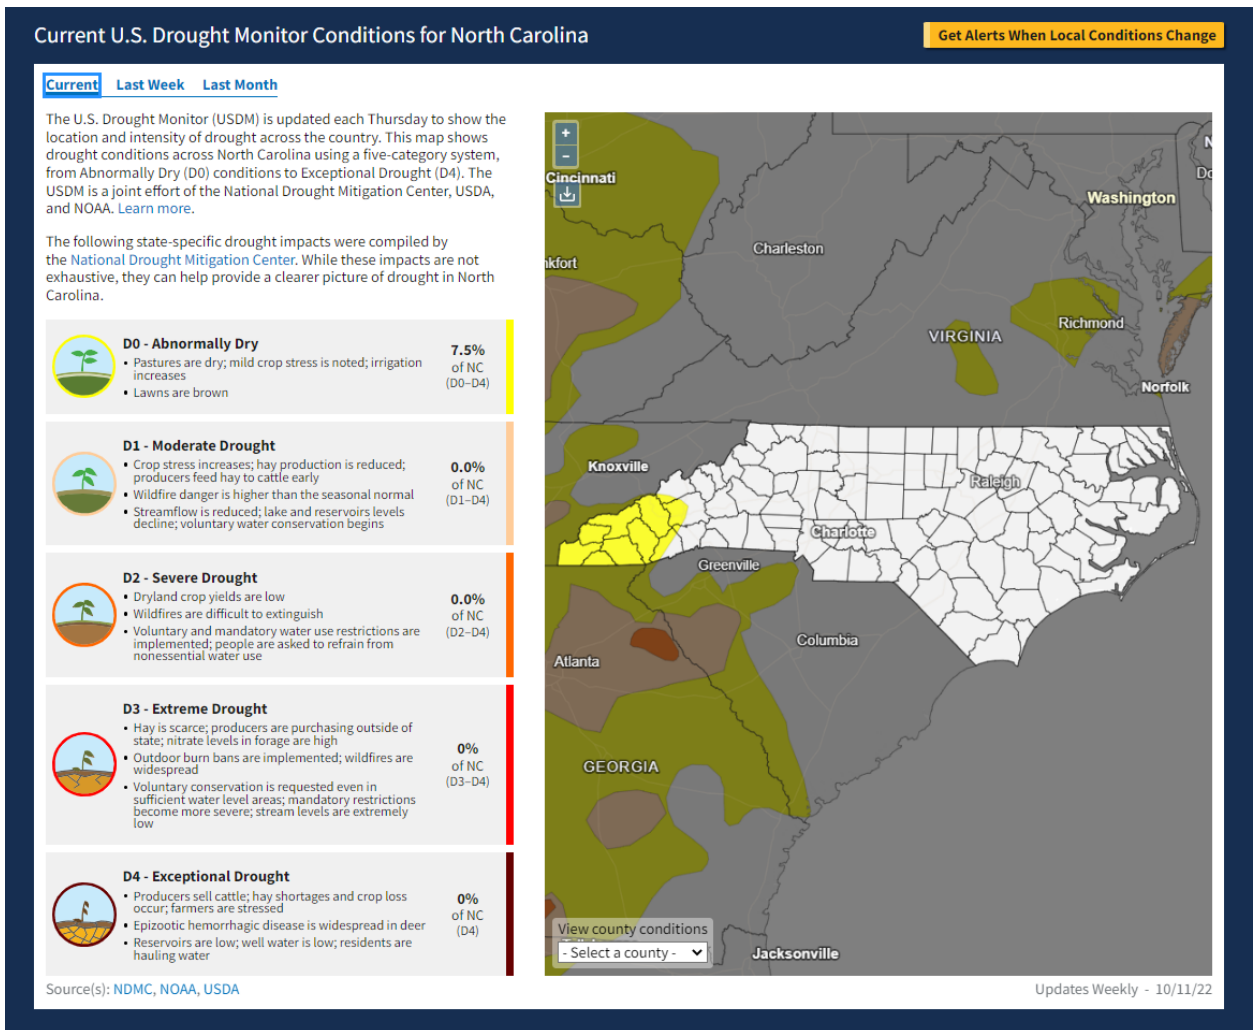 Current U.S. Drought Monitor Conditions for North Carolina
Get Alerts When Local Conditions Change
Current Last Week Last Month
The U.S. Drought Monitor (USDM) is updated each Thursday to show the
location and intensity of drought across the country. This map shows
drought conditions across North Carolina using a five-category system,
from Abnormally Dry (D0) conditions to Exceptional Drought (D4). The
USDM is a joint effort of the National Drought Mitigation Center, USDA,
and NOAA. Learn more.
The following state-specific drought impacts were compiled by
the National Drought Mitigation Center. While these impacts are not
exhaustive, they can help provide a clearer picture of drought in North
Carolina.
D0 - Abnormally Dry
• Pastures are dry; mild crop stress is noted; irrigation
increases
• Lawns are brown
7.5%
of NC
(D0–D4)
D1 - Moderate Drought
• Crop stress increases; hay production is reduced;
producers feed hay to cattle early
• Wildfire danger is higher than the seasonal normal
• Streamflow is reduced; lake and reservoirs levels
decline; voluntary water conservation begins
0.0%
of NC
(D1–D4)
D2 - Severe Drought
• Dryland crop yields are low
• Wildfires are difficult to extinguish
• Voluntary and mandatory water use restrictions are
implemented; people are asked to refrain from
nonessential water use
0.0%
of NC
(D2–D4)
D3 - Extreme Drought
• Hay is scarce; producers are purchasing outside of
state; nitrate levels in forage are high
• Outdoor burn bans are implemented; wildfires are
widespread
• Voluntary conservation is requested even in
sufficient water level areas; mandatory restrictions
become more severe; stream levels are extremely
low
0%
of NC
(D3–D4)
D4 - Exceptional Drought
• Producers sell cattle; hay shortages and crop loss
occur; farmers are stressed
• Epizootic hemorrhagic disease is widespread in deer
• Reservoirs are low; well water is low; residents are
hauling water
0%
of NC
(D4)
+
−
N
Do
Cincinnati
Washington
Charleston
kfort
Richmond
VIRGINIA
Norfolk
Knoxville
Raleigh
Charlotte
Greenville
Columbia
Atlanta
GEORGIA
View county conditions
- Select a county -
Jacksonville
Source(s): NDMC, NOAA, USDA
Updates Weekly - 10/11/22